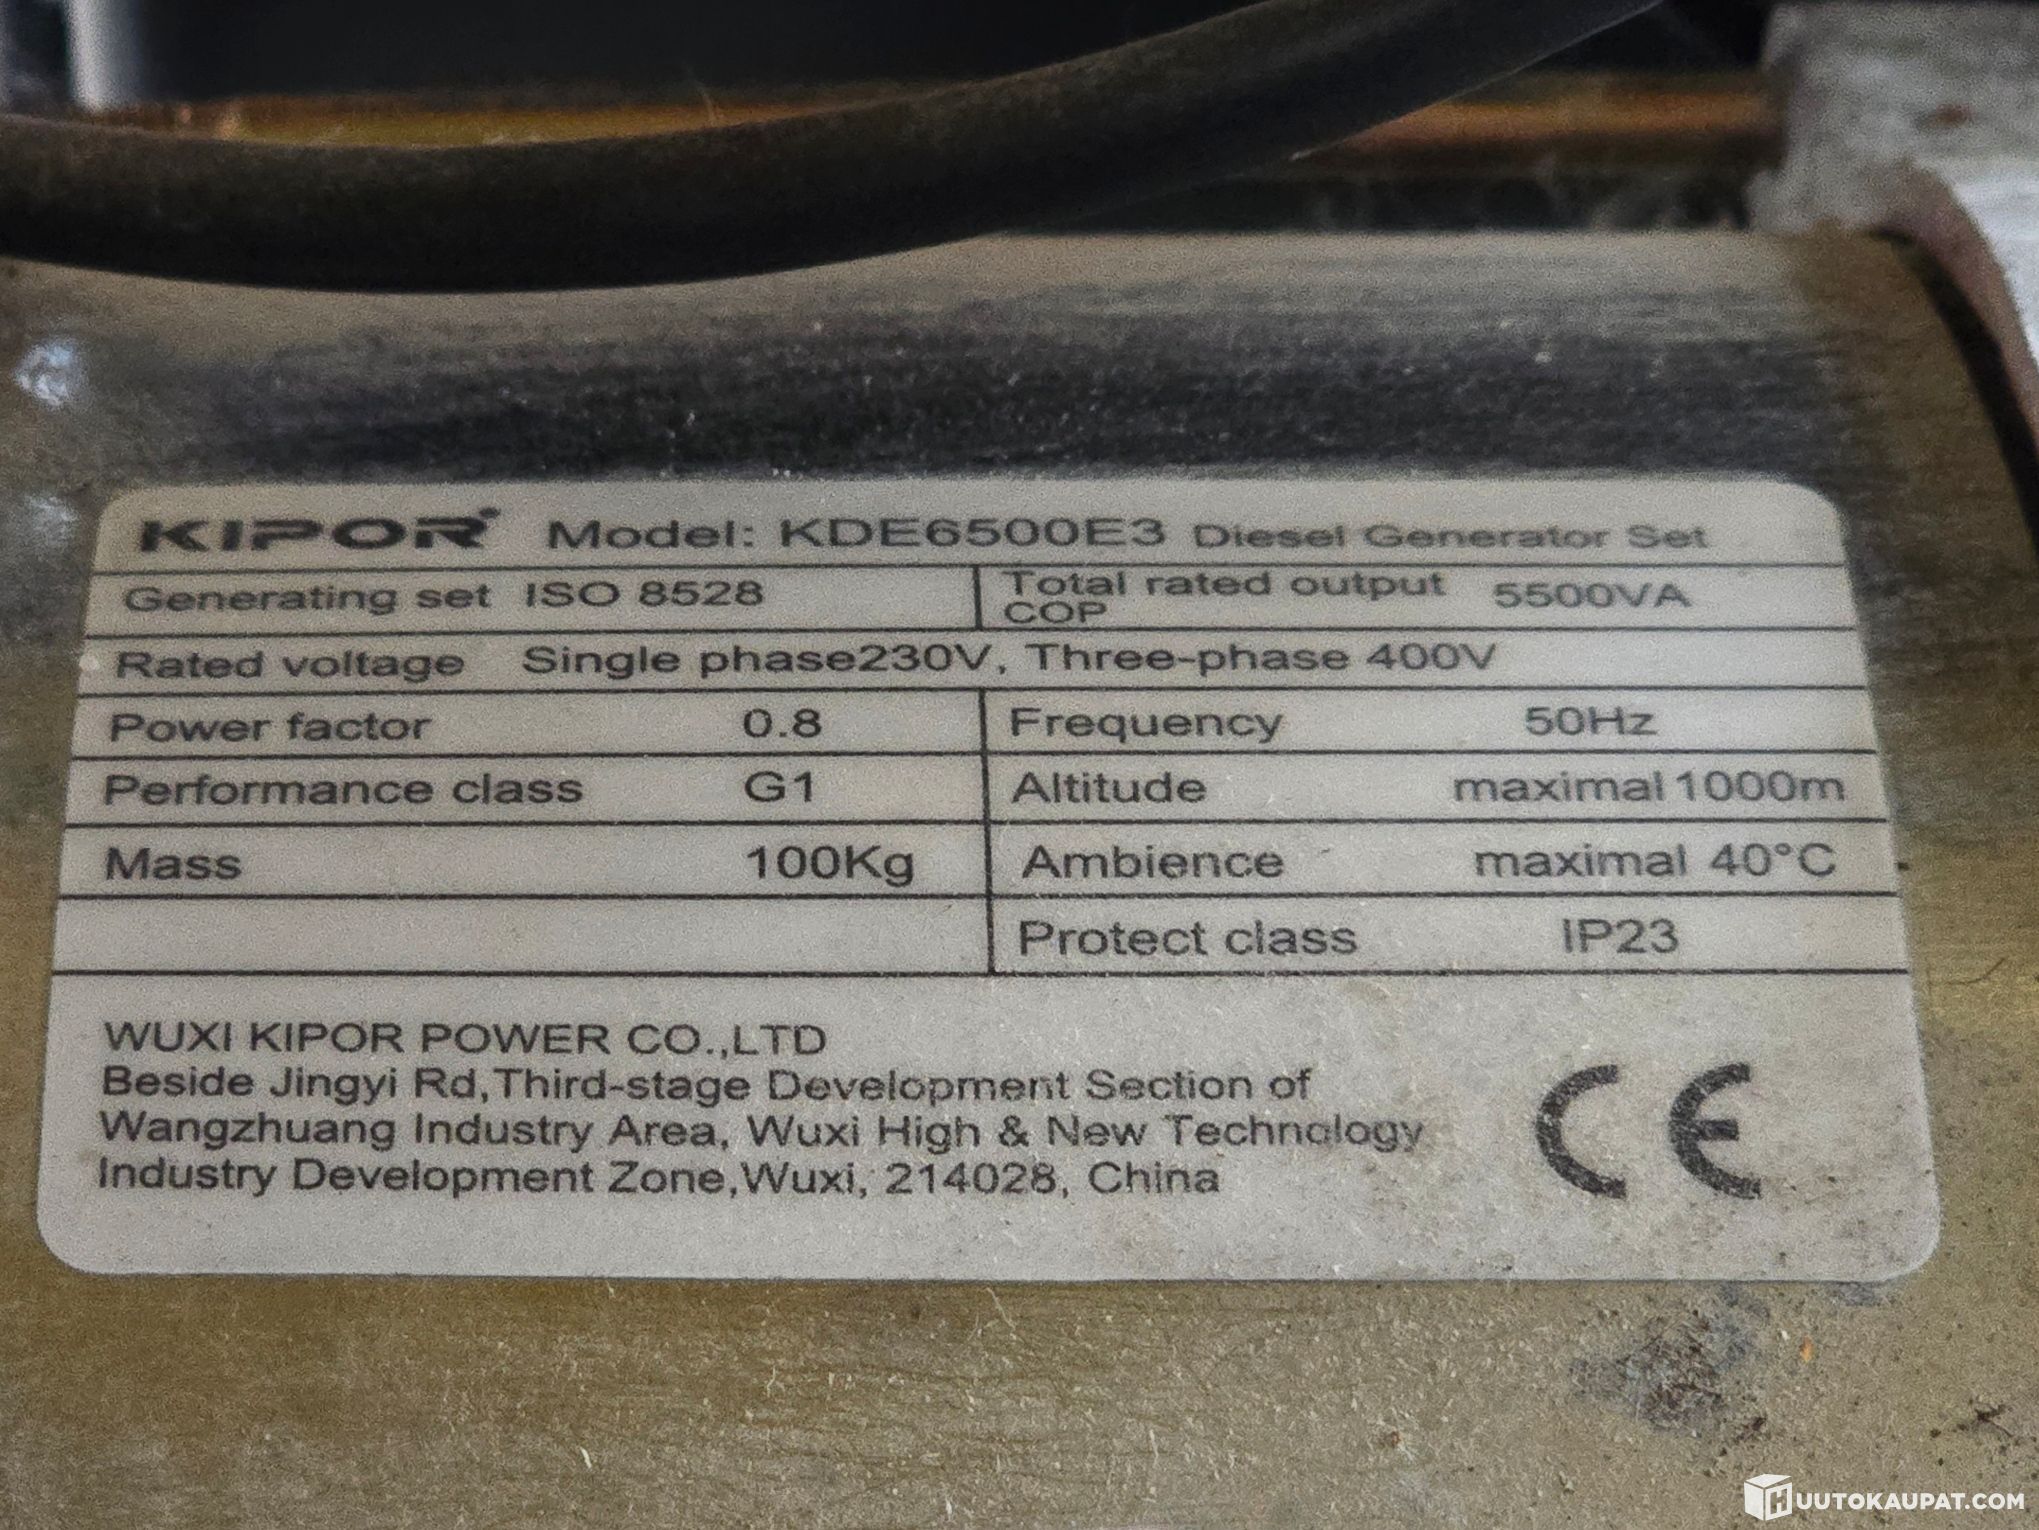 KIPOR Model: KDE6500E3 Diesel Generator Set
Generating set ISO 8528 Total rated output COP 5500VA
Rated voltage Single phase230V, Three-phase 400V
Power factor 0.8 Frequency 50Hz
Performance class G1 Altitude maximal 1000m
Mass 100Kg Ambience maximal 40°C
Protect class IP23
WUXI KIPOR POWER CO.,LTD
Beside Jingyi Rd,Third-stage Development Section of
Wangzhuang Industry Area, Wuxi High & New Technology
Industry Development Zone,Wuxi, 214028, China
CE
HUUTOKAUPAT.COM